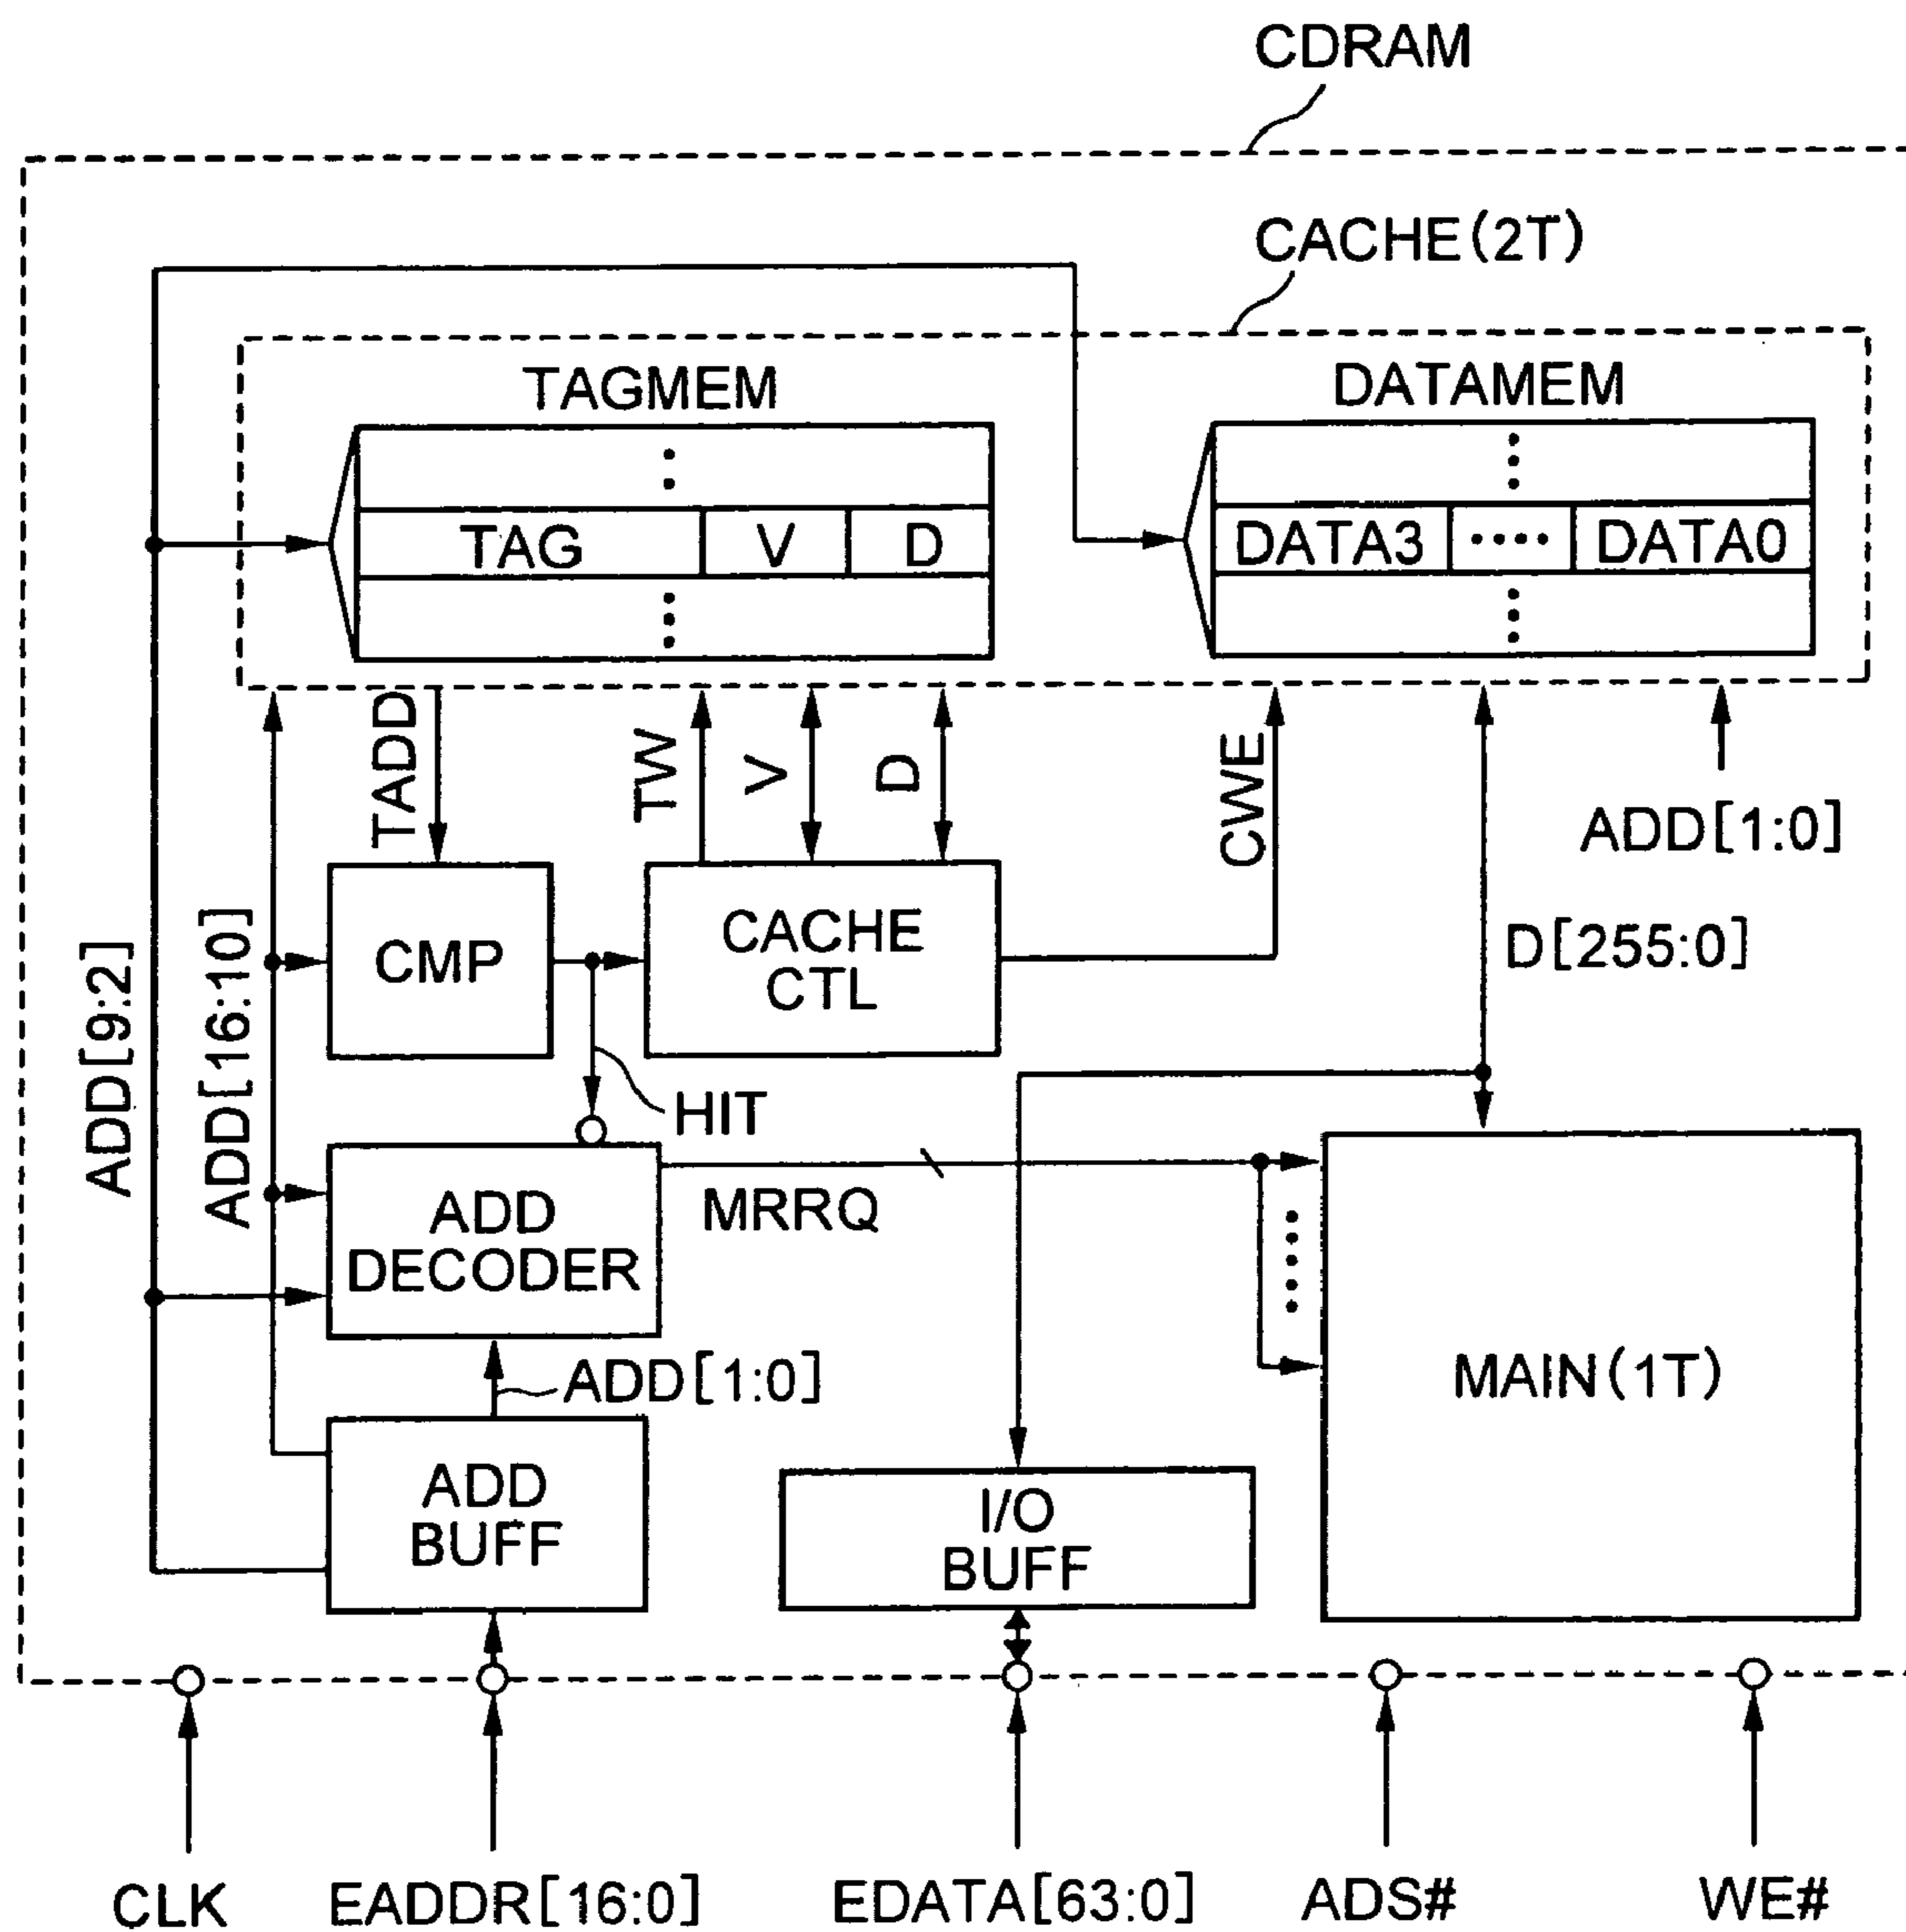 CDRAM
CACHE(2T)
TAGMEM
DATAMEM
TAG
V
D
DATA3
DATA0
TADD
TW
V
D
CWE
ADD[1:0]
ADD[9:2]
ADD[16:10]
CMP
CACHE
CTL
D[255:0]
HIT
ADD
DECODER
MRRQ
MAIN(1T)
ADD[1:0]
ADD
BUFF
I/O
BUFF
CLK
EADDR[16:0]
EDATA[63:0]
ADS#
WE#